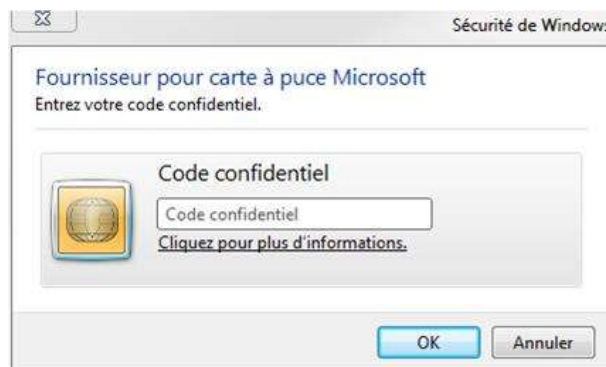 Sécurité de Windows
Fournisseur pour carte à puce Microsoft
Entrez votre code confidentiel.
Code confidentiel
Code confidentiel
Cliquez pour plus d'informations.
OK
Annuler